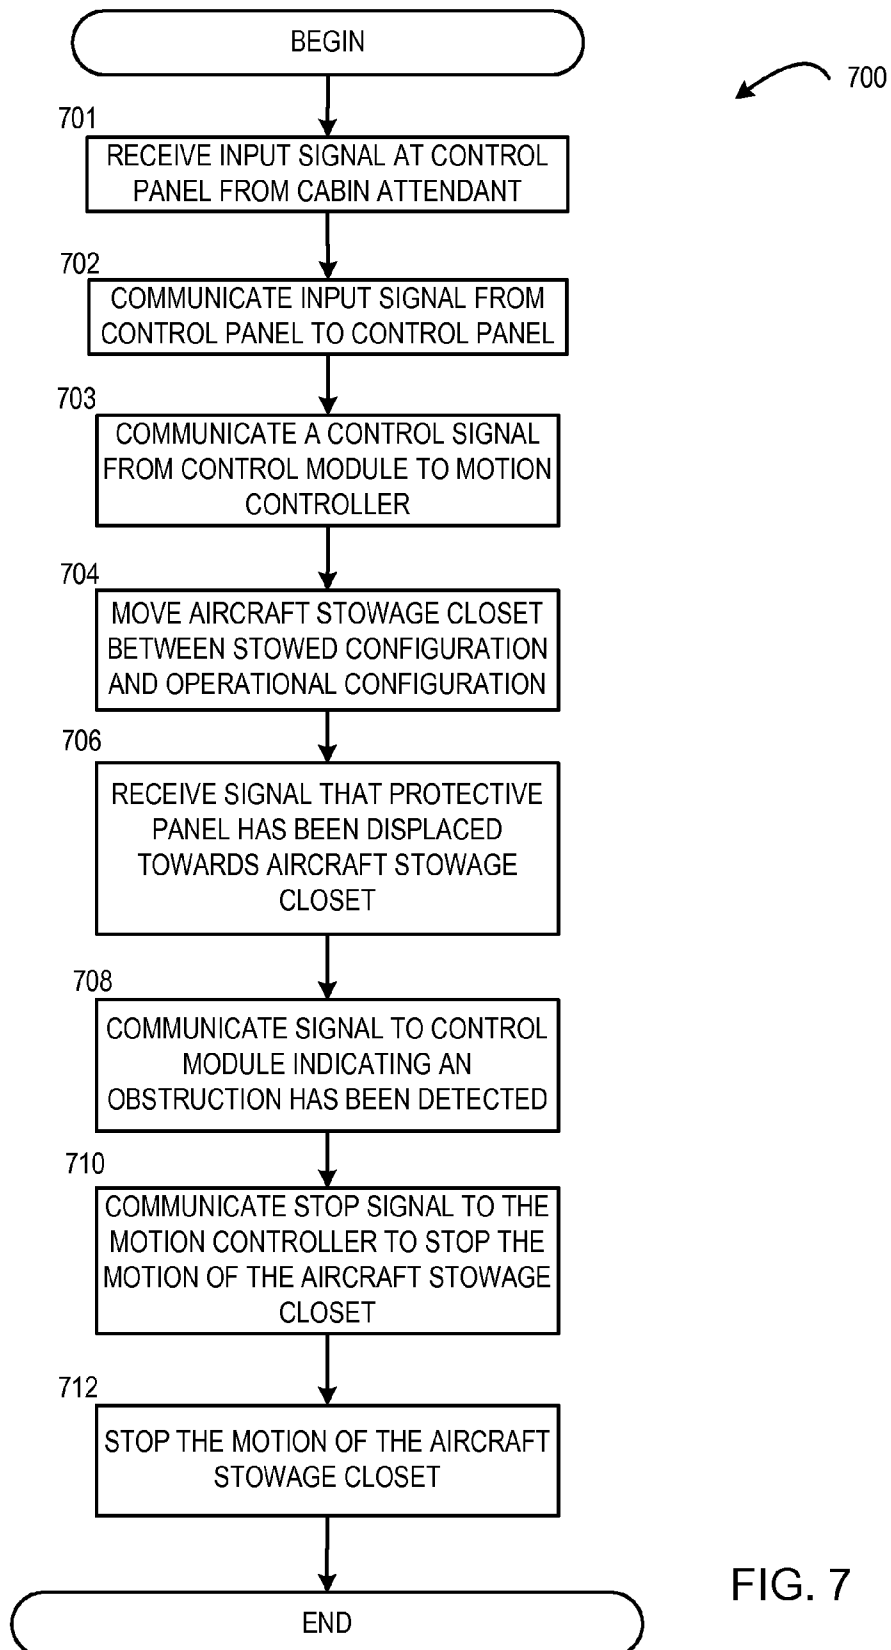 BEGIN
700
701
RECEIVE INPUT SIGNAL AT CONTROL
PANEL FROM CABIN ATTENDANT
702
COMMUNICATE INPUT SIGNAL FROM
CONTROL PANEL TO CONTROL PANEL
703
COMMUNICATE A CONTROL SIGNAL
FROM CONTROL MODULE TO MOTION
CONTROLLER
704
MOVE AIRCRAFT STOWAGE CLOSET
BETWEEN STOWED CONFIGURATION
AND OPERATIONAL CONFIGURATION
706
RECEIVE SIGNAL THAT PROTECTIVE
PANEL HAS BEEN DISPLACED
TOWARDS AIRCRAFT STOWAGE
CLOSET
708
COMMUNICATE SIGNAL TO CONTROL
MODULE INDICATING AN
OBSTRUCTION HAS BEEN DETECTED
710
COMMUNICATE STOP SIGNAL TO THE
MOTION CONTROLLER TO STOP THE
MOTION OF THE AIRCRAFT STOWAGE
CLOSET
712
STOP THE MOTION OF THE AIRCRAFT
STOWAGE CLOSET
END
FIG. 7